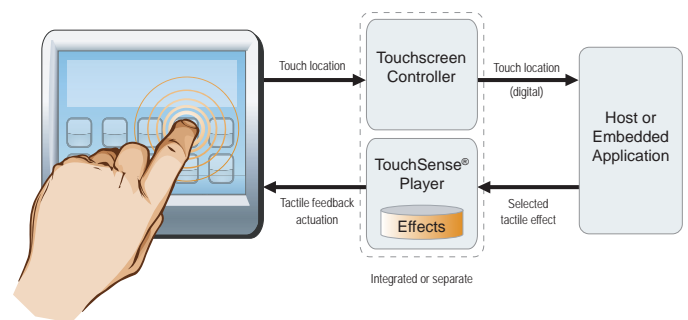 Touch location
Touchscreen
Controller
Touch location
(digital)
Host or
Embedded
Application
TouchSense®
Player
Effects
Tactile feedback
actuation
Selected
tactile effect
Integrated or separate